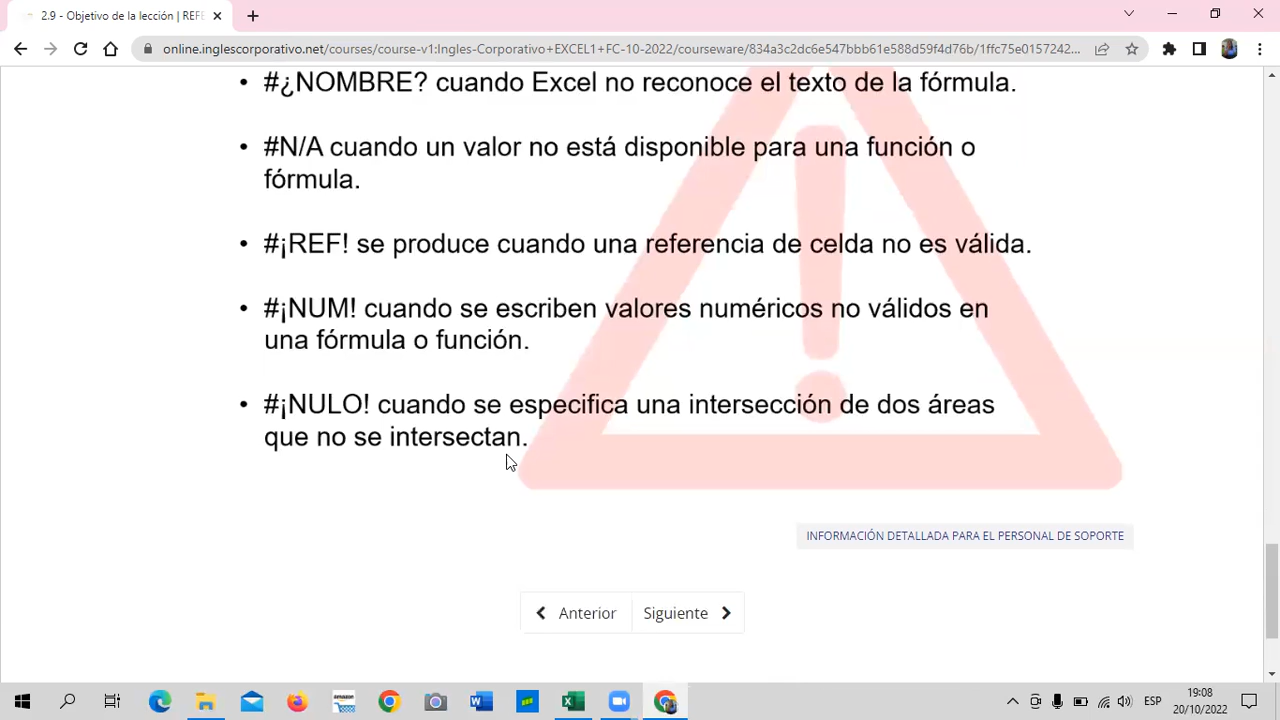 2.9 - Objetivo de la lección | REFE
online.inglescorporativo.net/courses/course-v1:Ingles-Corporativo+EXCEL1+FC-10-2022/courseware/834a3c2dc6e547bbb61e588d59f4d76b/1ffc75e0157242...
• #¿NOMBRE? cuando Excel no reconoce el texto de la fórmula.
• #N/A cuando un valor no está disponible para una función o
fórmula.
• #¡REF! se produce cuando una referencia de celda no es válida.
• #¡NUM! cuando se escriben valores numéricos no válidos en
una fórmula o función.
• #¡NULO! cuando se especifica una intersección de dos áreas
que no se intersectan.
INFORMACIÓN DETALLADA PARA EL PERSONAL DE SOPORTE
Anterior Siguiente
amazon
ESP
19:08
20/10/2022